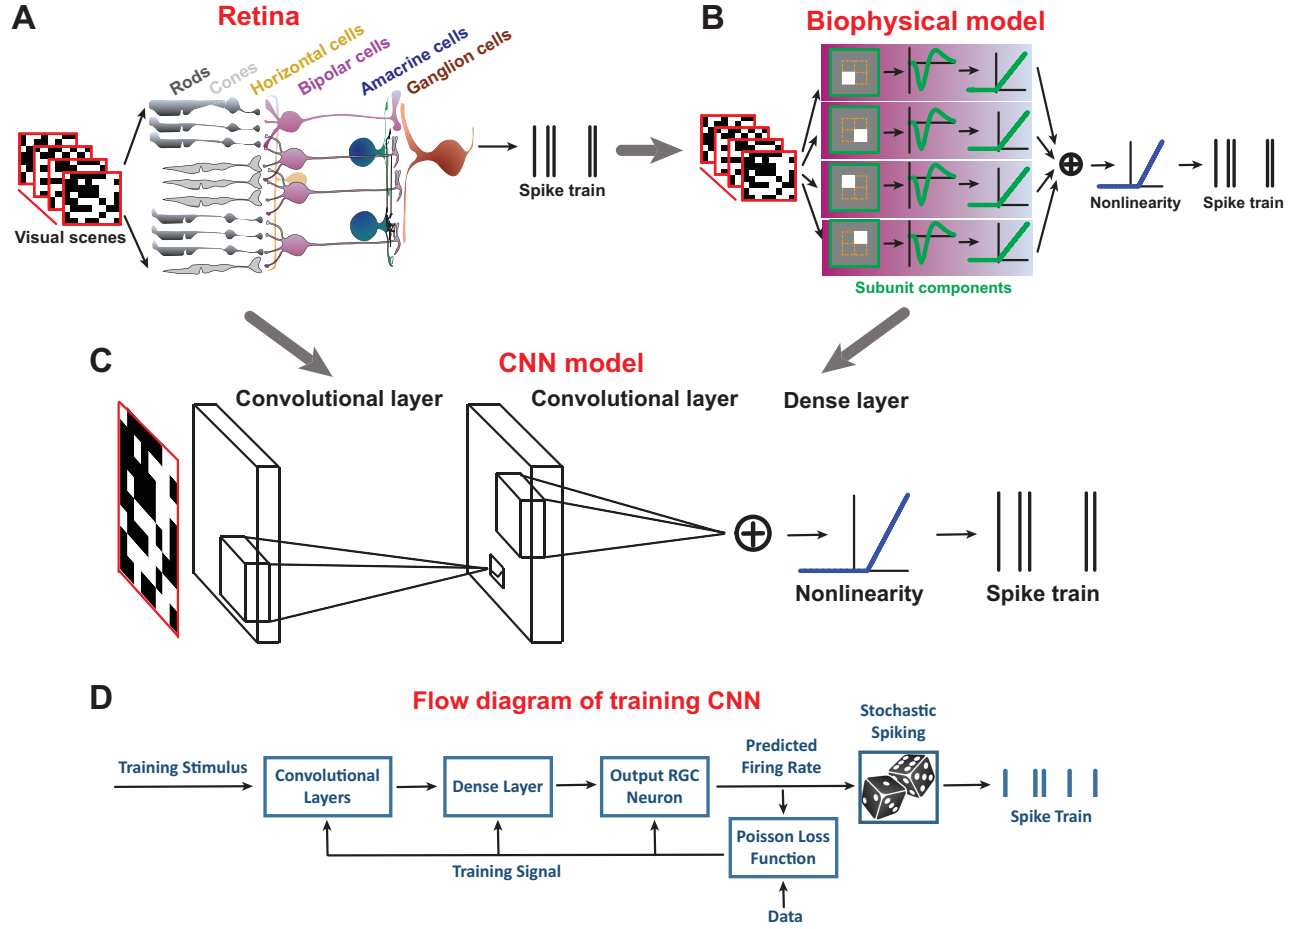 A
Retina
Rods
Cones
Horizontal cells
Bipolar cells
Amacrine cells
Ganglion cells
Visual scenes
Spike train
B
Biophysical model
Subunit components
Nonlinearity
Spike train
C
CNN model
Convolutional layer
Convolutional layer
Dense layer
Nonlinearity
Spike train
D
Flow diagram of training CNN
Training Stimulus
Convolutional
Layers
Dense Layer
Output RGC
Neuron
Predicted
Firing Rate
Stochastic
Spiking
Spike Train
Poisson Loss
Function
Training Signal
Data